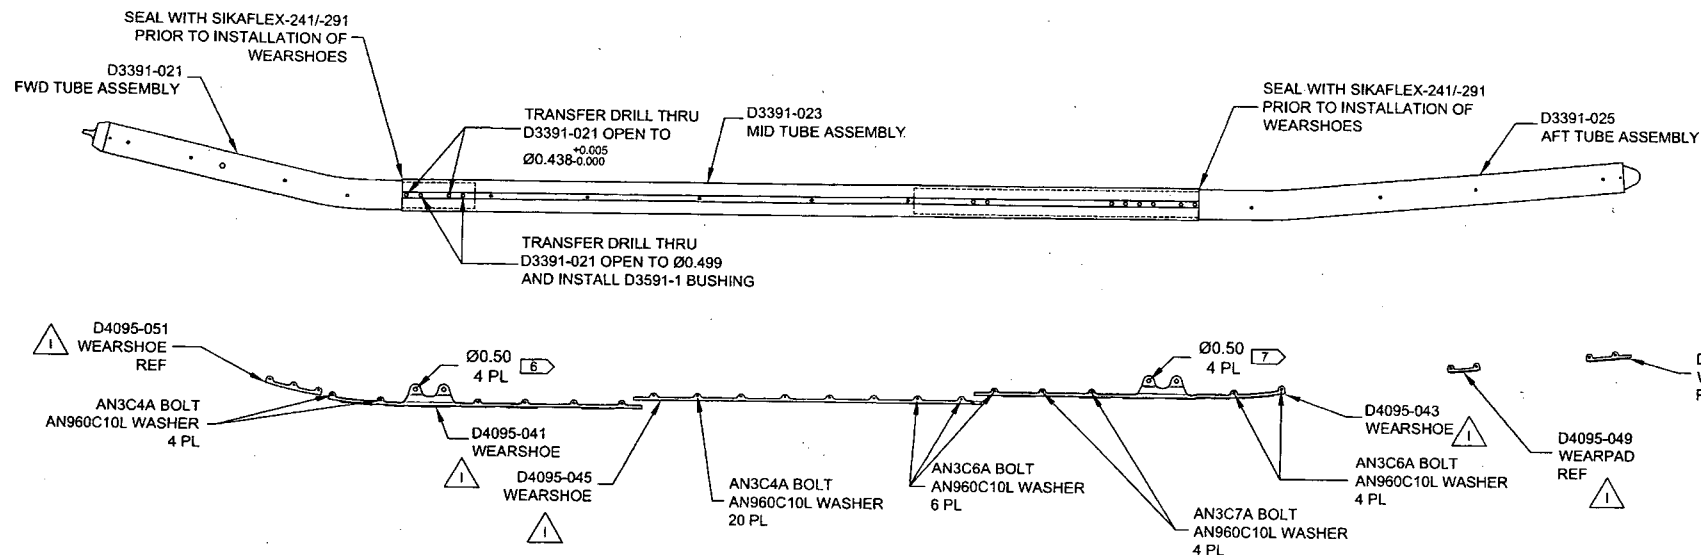 SEAL WITH SIKAFLEX-241/-291
PRIOR TO INSTALLATION OF
WEARSHOES
D3391-021
FWD TUBE ASSEMBLY
TRANSFER DRILL THRU
D3391-021 OPEN TO
Ø0.438+0.005
-0.000
D3391-023
MID TUBE ASSEMBLY.
SEAL WITH SIKAFLEX-241/-291
PRIOR TO INSTALLATION OF
WEARSHOES
D3391-025
AFT TUBE ASSEMBLY
TRANSFER DRILL THRU
D3391-021 OPEN TO Ø0.499
AND INSTALL D3591-1 BUSHING
1
D4095-051
WEARSHOE
REF
Ø0.50
4 PL
6
AN3C4A BOLT
AN960C10L WASHER
4 PL
D4095-041
WEARSHOE
1
D4095-045
WEARSHOE
1
AN3C4A BOLT
AN960C10L WASHER
20 PL
AN3C6A BOLT
AN960C10L WASHER
6 PL
Ø0.50
4 PL
7
AN3C7A BOLT
AN960C10L WASHER
4 PL
AN3C6A BOLT
AN960C10L WASHER
4 PL
D4095-043
WEARSHOE
1
D4095-049
WEARPAD
REF
1